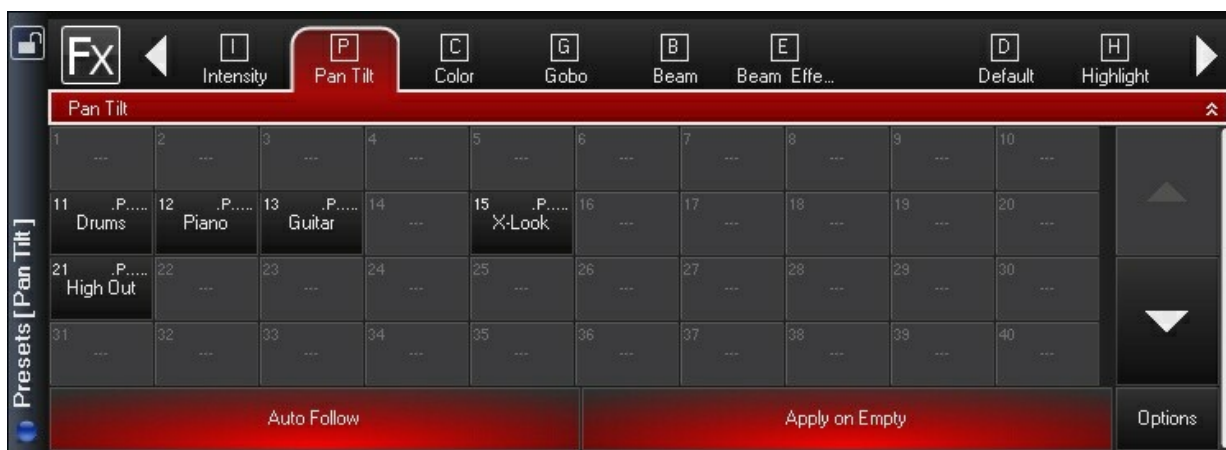 Fx
I P C G B E D H
Intensity Pan Tilt Color Gobo Beam Beam Effe... Default Highlight
Pan Tilt
1 2 3 4 5 6 7 8 9 10
--- --- --- --- --- --- --- --- --- ---
11 .P..... 12 .P..... 13 .P..... 14 15 .P..... 16 17 18 19 20
Drums Piano Guitar --- X-Look --- --- --- --- ---
21 .P..... 22 23 24 25 26 27 28 29 30
High Out --- --- --- --- --- --- --- --- ---
31 32 33 34 35 36 37 38 39 40
--- --- --- --- --- --- --- --- --- ---
Auto Follow Apply on Empty Options
Presets [Pan Tilt]